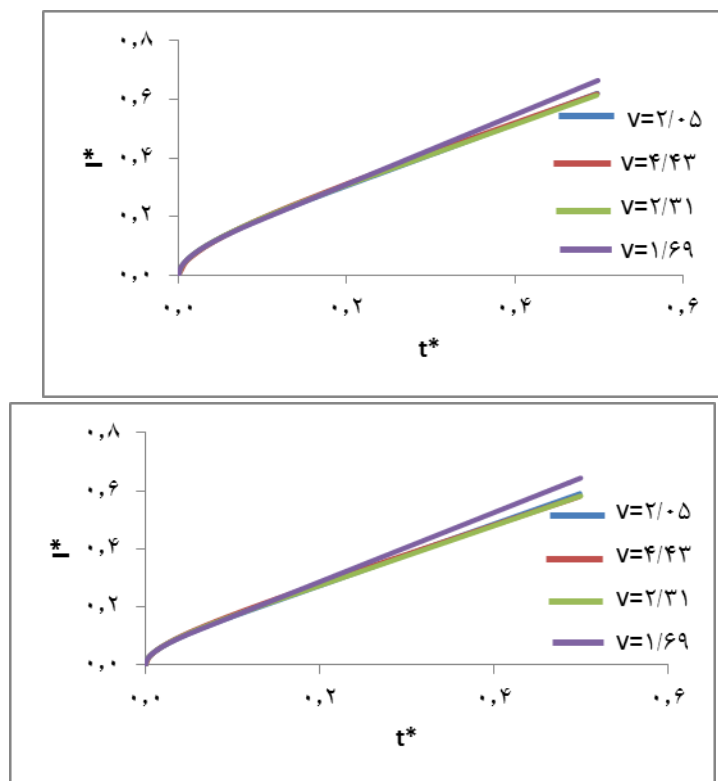 ۰,۸
۰,۶
۰,۴
۰,۲
۰,۰
I*
۰,۰ ۰,۲ ۰,۴ ۰,۶
t*
v=۲/۰۵
v=۴/۴۳
v=۲/۳۱
v=۱/۶۹
۰,۸
۰,۶
۰,۴
۰,۲
۰,۰
I*
۰,۰ ۰,۲ ۰,۴ ۰,۶
t*
v=۲/۰۵
v=۴/۴۳
v=۲/۳۱
v=۱/۶۹